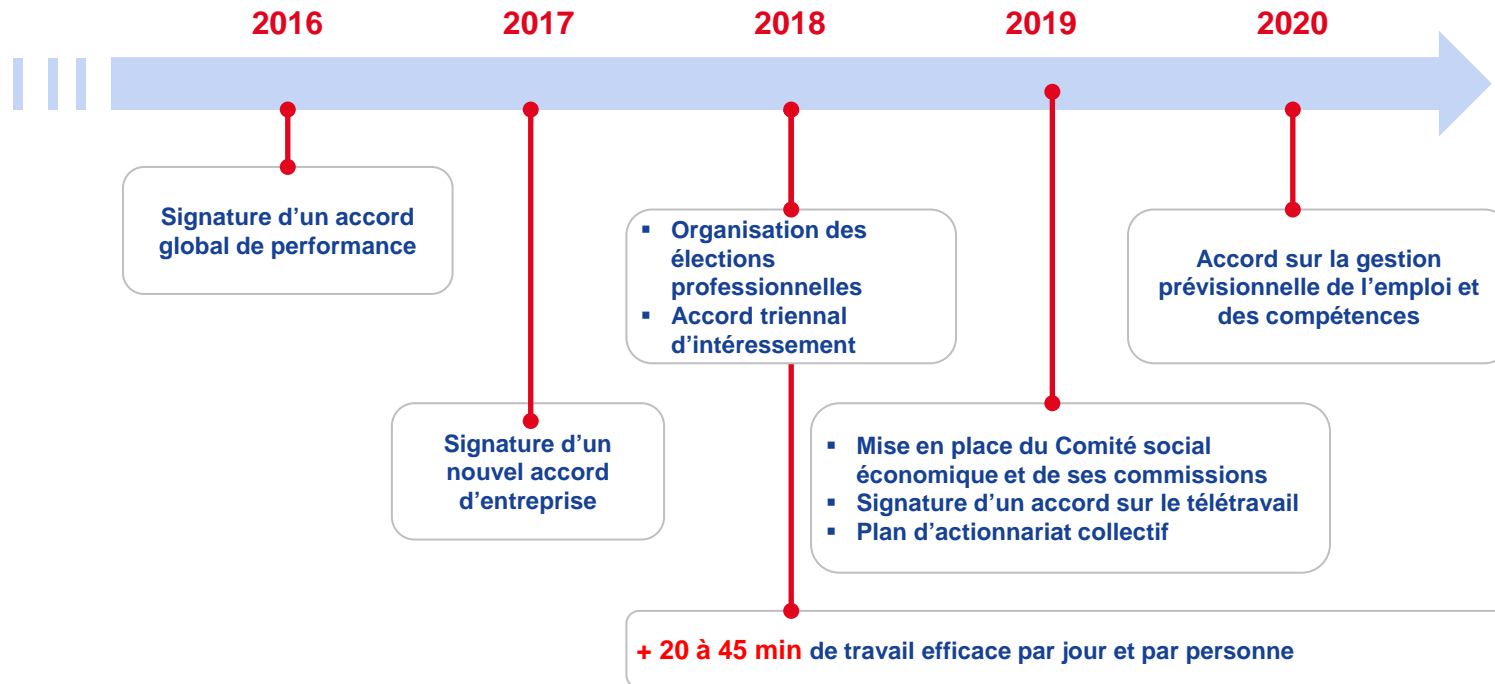 2016
2017
2018
2019
2020
Signature d’un accord
global de performance
Signature d’un
nouvel accord
d’entreprise
▪ Organisation des
élections
professionnelles
▪ Accord triennal
d’intéressement
▪ Mise en place du Comité social
économique et de ses commissions
▪ Signature d’un accord sur le télétravail
▪ Plan d’actionnariat collectif
Accord sur la gestion
prévisionnelle de l’emploi et
des compétences
+ 20 à 45 min de travail efficace par jour et par personne